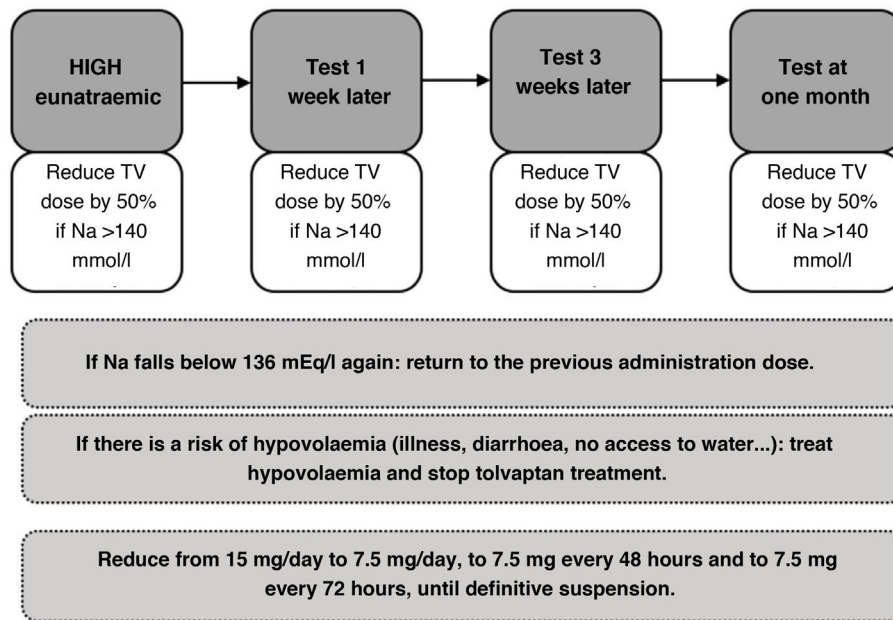 HIGH
eunatraemic
Test 1
week later
Test 3
weeks later
Test at
one month
Reduce TV
dose by 50%
if Na >140
mmol/l
Reduce TV
dose by 50%
if Na >140
mmol/l
Reduce TV
dose by 50%
if Na >140
mmol/l
Reduce TV
dose by 50%
if Na >140
mmol/l
If Na falls below 136 mEq/l again: return to the previous administration dose.
If there is a risk of hypovolaemia (illness, diarrhoea, no access to water...): treat
hypovolaemia and stop tolvaptan treatment.
Reduce from 15 mg/day to 7.5 mg/day, to 7.5 mg every 48 hours and to 7.5 mg
every 72 hours, until definitive suspension.